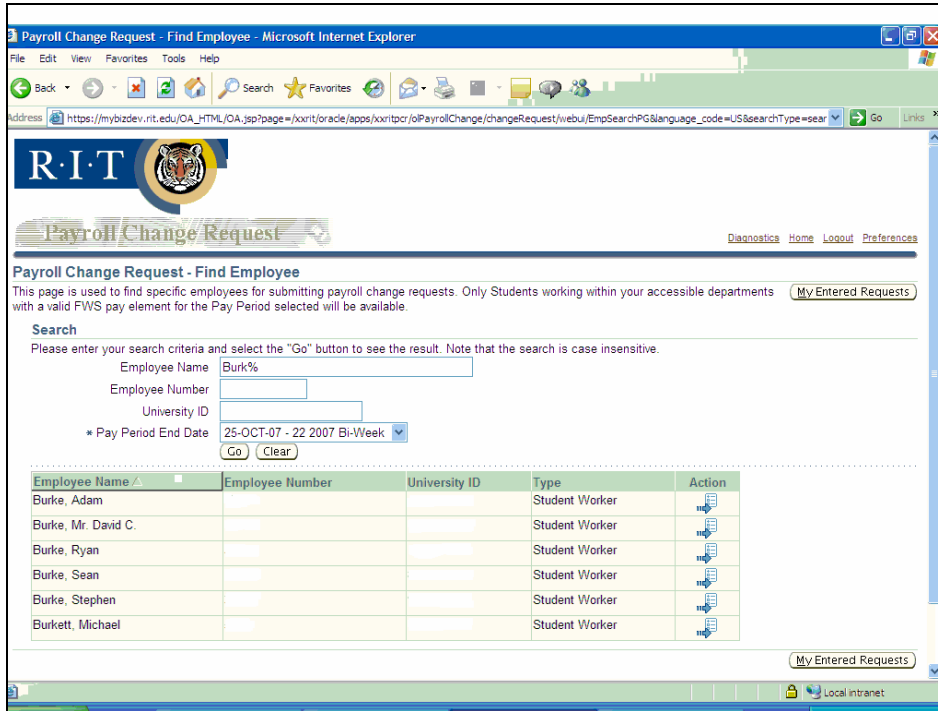 Payroll Change Request - Find Employee - Microsoft Internet Explorer
File Edit View Favorites Tools Help
Back Search Favorites
Address https://mybizdev.rit.edu/OA_HTML/OA.jsp?page=/xxrit/oracle/apps/xxritpcr/olPayrollChange/changeRequest/webui/EmpSearchPG&language_code=US&searchType=sear Go Links »
R·I·T
Payroll Change Request
Diagnostics Home Logout Preferences
Payroll Change Request - Find Employee
This page is used to find specific employees for submitting payroll change requests. Only Students working within your accessible departments My Entered Requests
with a valid FWS pay element for the Pay Period selected will be available.
Search
Please enter your search criteria and select the "Go" button to see the result. Note that the search is case insensitive.
Employee Name Burk%
Employee Number
University ID
* Pay Period End Date 25-OCT-07 - 22 2007 Bi-Week
Go Clear
Employee Name Employee Number University ID Type Action
Burke, Adam Student Worker
Burke, Mr. David C. Student Worker
Burke, Ryan Student Worker
Burke, Sean Student Worker
Burke, Stephen Student Worker
Burkett, Michael Student Worker
My Entered Requests
Local intranet